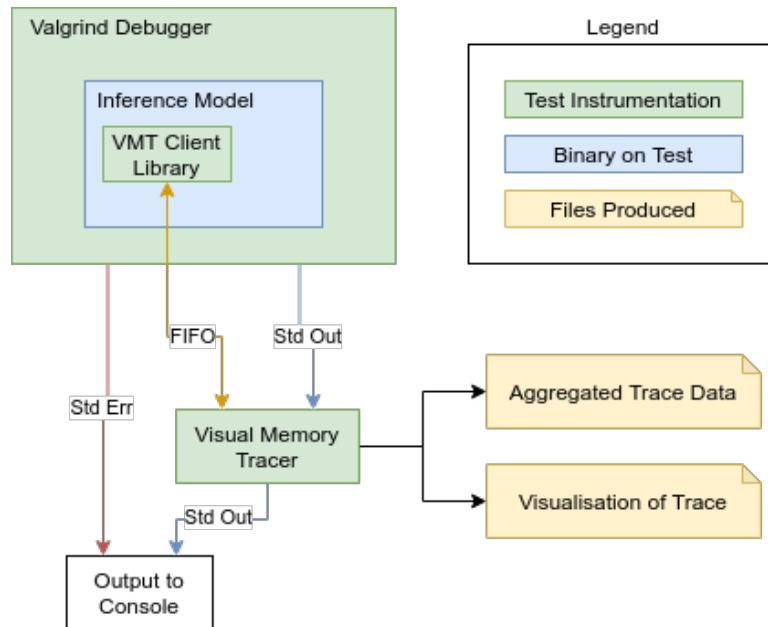 Valgrind Debugger
Legend
Inference Model
VMT Client
Library
Test Instrumentation
Binary on Test
Files Produced
FIFO
Std Out
Std Err
Aggregated Trace Data
Visual Memory
Tracer
Visualisation of Trace
Std Out
Output to
Console